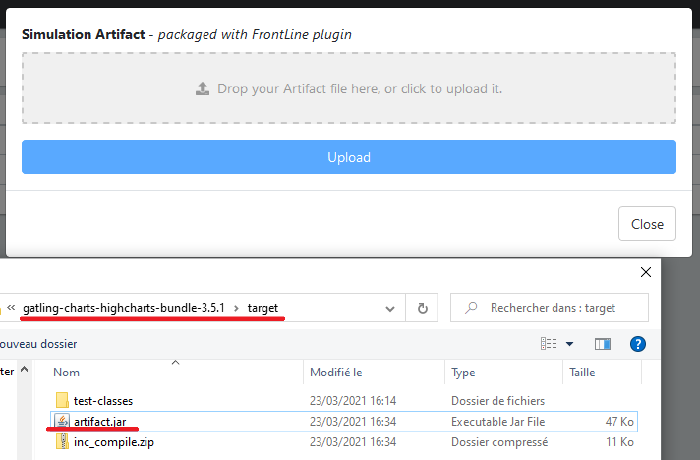 Simulation Artifact - packaged with FrontLine plugin
Drop your Artifact file here, or click to upload it.
Upload
Close
« gatling-charts-highcharts-bundle-3.5.1 > target
Rechercher dans : target
ouveau dossier
Nom Modifié le Type Taille
test-classes 23/03/2021 16:14 Dossier de fichiers
artifact.jar 23/03/2021 16:34 Executable Jar File 47 Ko
inc_compile.zip 23/03/2021 16:34 Dossier compressé 11 Ko